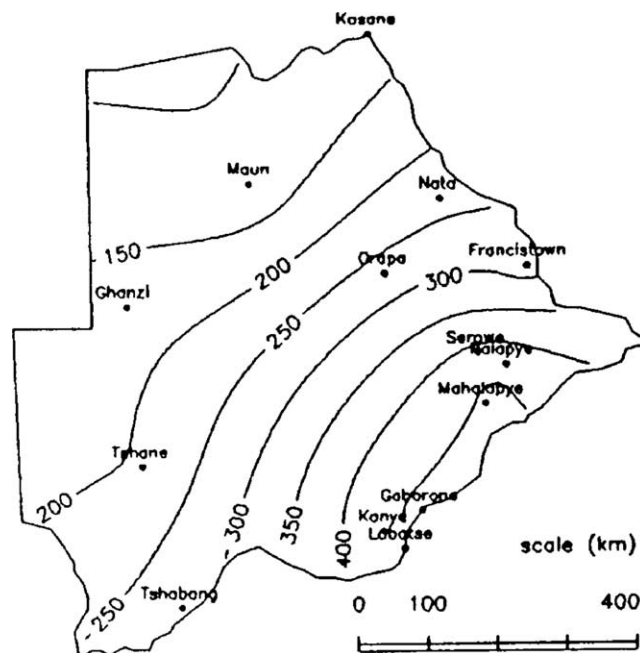 Kasane
Maun
Nata
150
200
Orapa
Francistown
Ghanzi
300
250
Serowe
Palapye
Mahalapye
Tshane
200
Gaborone
300
350
Kanye
400
Lobatse
scale (km)
250
Tshabong
0 100 400